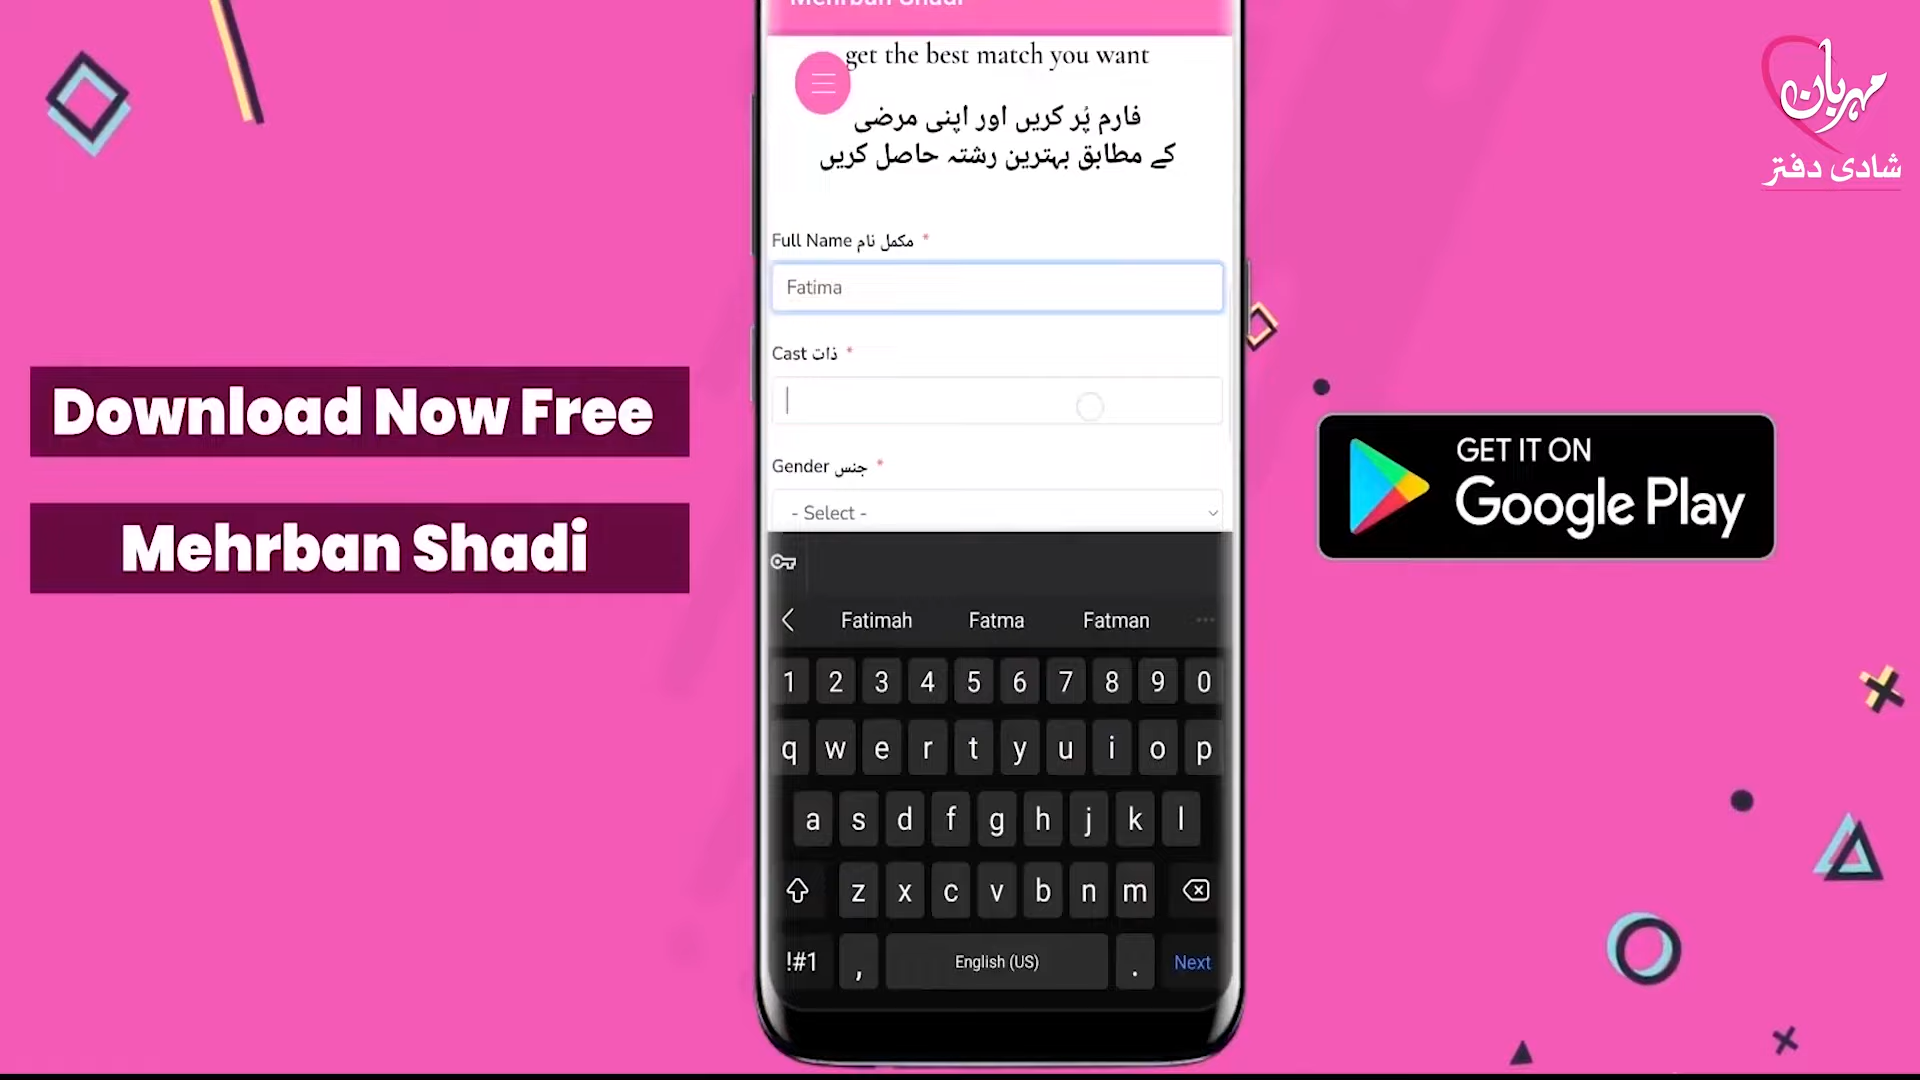 Mehrban Shadi
get the best match you want
فارم پُر کریں اور اپنی مرضی
کے مطابق بہترین رشتہ حاصل کریں
Full Name مکمل نام *
Fatima
Cast ذات *
Gender جنس *
- Select -
Fatimah Fatma Fatman ...
1 2 3 4 5 6 7 8 9 0
q w e r t y u i o p
a s d f g h j k l
z x c v b n m
!#1 , English (US) . Next
Download Now Free
Mehrban Shadi
مہربان
شادی دفتر
GET IT ON
Google Play